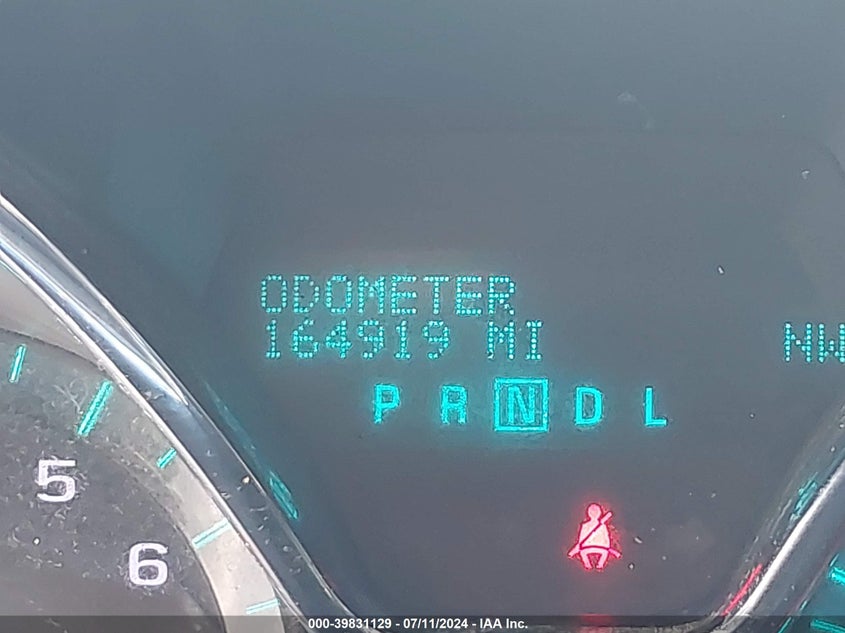 ODOMETER
164919 MI
NW
P R N D L
5
6
000-39831129 - 07/11/2024 - IAA Inc.